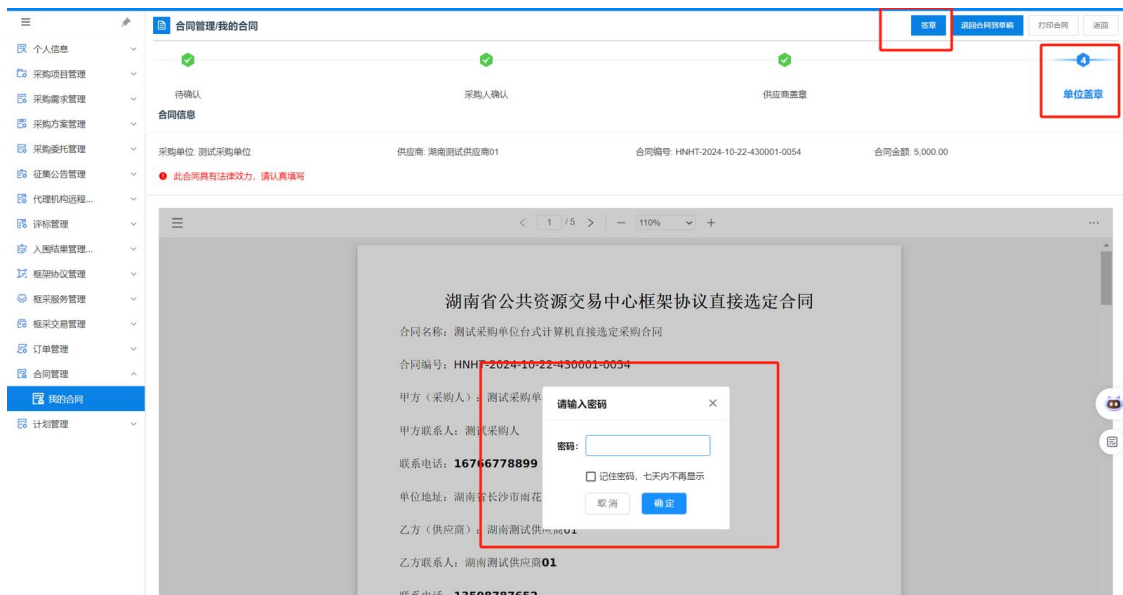 合同管理/我的合同
签章
退回合同到草稿
打印合同
返回
个人信息
采购项目管理
采购需求管理
采购方案管理
采购委托管理
征集公告管理
代理机构远程...
评标管理
入围结果管理...
框架协议管理
框采服务管理
框采交易管理
订单管理
合同管理
我的合同
计划管理
4
待确认
采购人确认
供应商盖章
单位盖章
合同信息
采购单位: 测试采购单位
供应商: 湖南测试供应商01
合同编号: HNHT-2024-10-22-430001-0054
合同金额: 5,000.00
此合同具有法律效力，请认真填写
1 /5
110%
湖南省公共资源交易中心框架协议直接选定合同
合同名称：测试采购单位台式计算机直接选定采购合同
合同编号：HNHT-2024-10-22-430001-0054
甲方（采购人）：测试采购单
甲方联系人：测试采购人
联系电话：16766778899
单位地址：湖南省长沙市雨花
乙方（供应商）：湖南测试供应商01
乙方联系人：湖南测试供应商01
联系电话：13508787652
请输入密码
密码：
记住密码，七天内不再显示
取消
确定